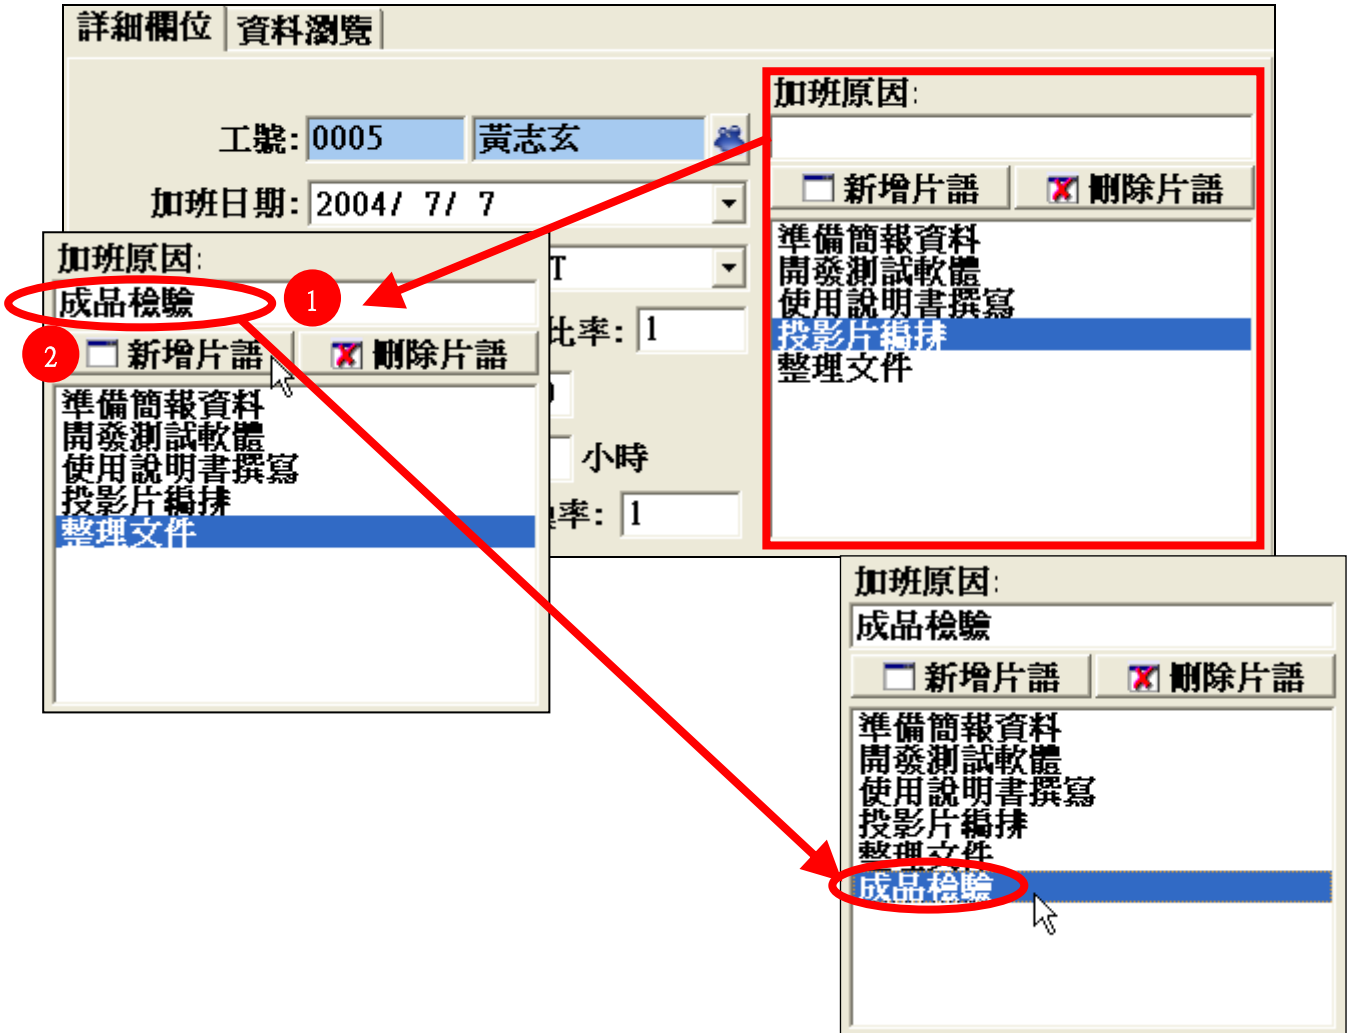 詳細欄位 資料瀏覽
工號: 0005 黃志玄
加班日期: 2004/ 7/ 7
T
比率: 1
小時
率: 1
加班原因:
新增片語 刪除片語
準備簡報資料
開發測試軟體
使用說明書撰寫
投影片編排
整理文件
加班原因:
成品檢驗 1
2 新增片語 刪除片語
準備簡報資料
開發測試軟體
使用說明書撰寫
投影片編排
整理文件
加班原因:
成品檢驗
新增片語 刪除片語
準備簡報資料
開發測試軟體
使用說明書撰寫
投影片編排
整理文件
成品檢驗